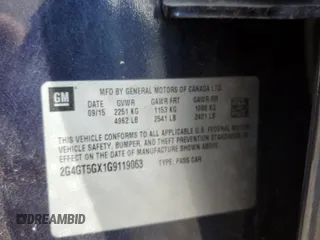 GM
MFD BY GENERAL MOTORS OF CANADA LTD
DATE GVWR GAWR FRT GAWR RR
09/15 2251 KG 1153 KG 1098 KG
4962 LB 2541 LB 2421 LB
THIS VEHICLE CONFORMS TO ALL APPLICABLE U.S. FEDERAL MOTOR
VEHICLE SAFETY, BUMPER, AND THEFT PREVENTION STANDARDS IN
EFFECT ON THE DATE OF MANUFACTURE SHOWN ABOVE.
2G4GT5GX1G9119063 TYPE: PASS CAR
DREAMBID